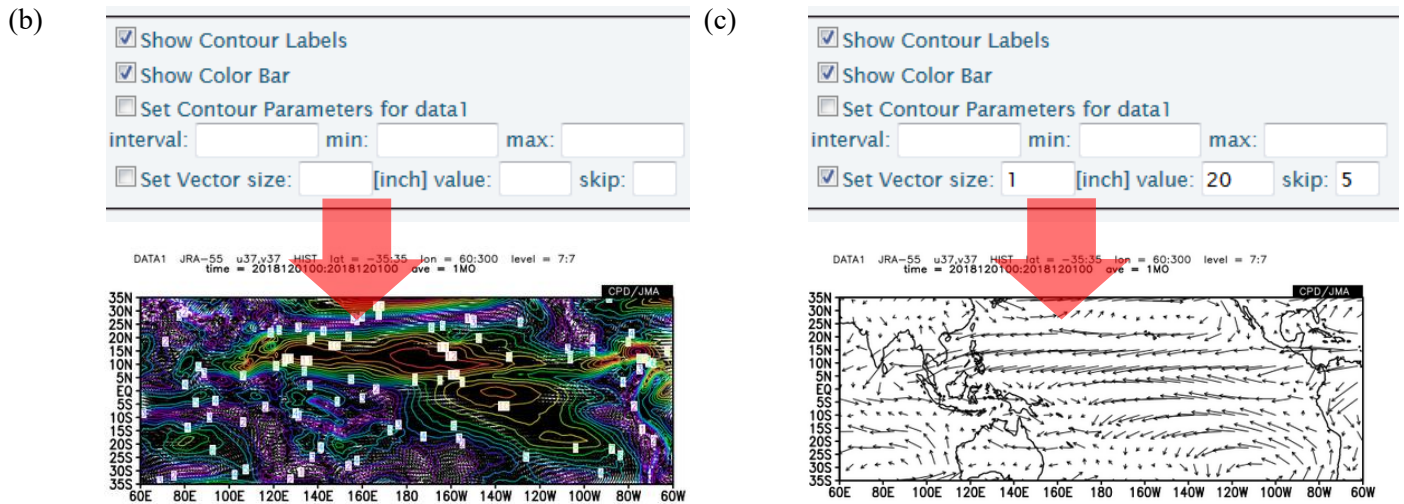 (b)
Show Contour Labels
Show Color Bar
Set Contour Parameters for data1
interval: min: max:
Set Vector size: [inch] value: skip:
DATA1 JRA-55 u37,v37 HIST lat = -35:35 lon = 60:300 level = 7:7
time = 2018120100:2018120100 ave = 1MO
CPD/JMA
35N
30N
25N
20N
15N
10N
5N
EQ
5S
10S
15S
20S
25S
30S
35S
60E 80E 100E 120E 140E 160E 180 160W 140W 120W 100W 80W 60W
(c)
Show Contour Labels
Show Color Bar
Set Contour Parameters for data1
interval: min: max:
Set Vector size: 1 [inch] value: 20 skip: 5
DATA1 JRA-55 u37,v37 HIST lat = -35:35 lon = 60:300 level = 7:7
time = 2018120100:2018120100 ave = 1MO
CPD/JMA
35N
30N
25N
20N
15N
10N
5N
EQ
5S
10S
15S
20S
25S
30S
35S
60E 80E 100E 120E 140E 160E 180 160W 140W 120W 100W 80W 60W